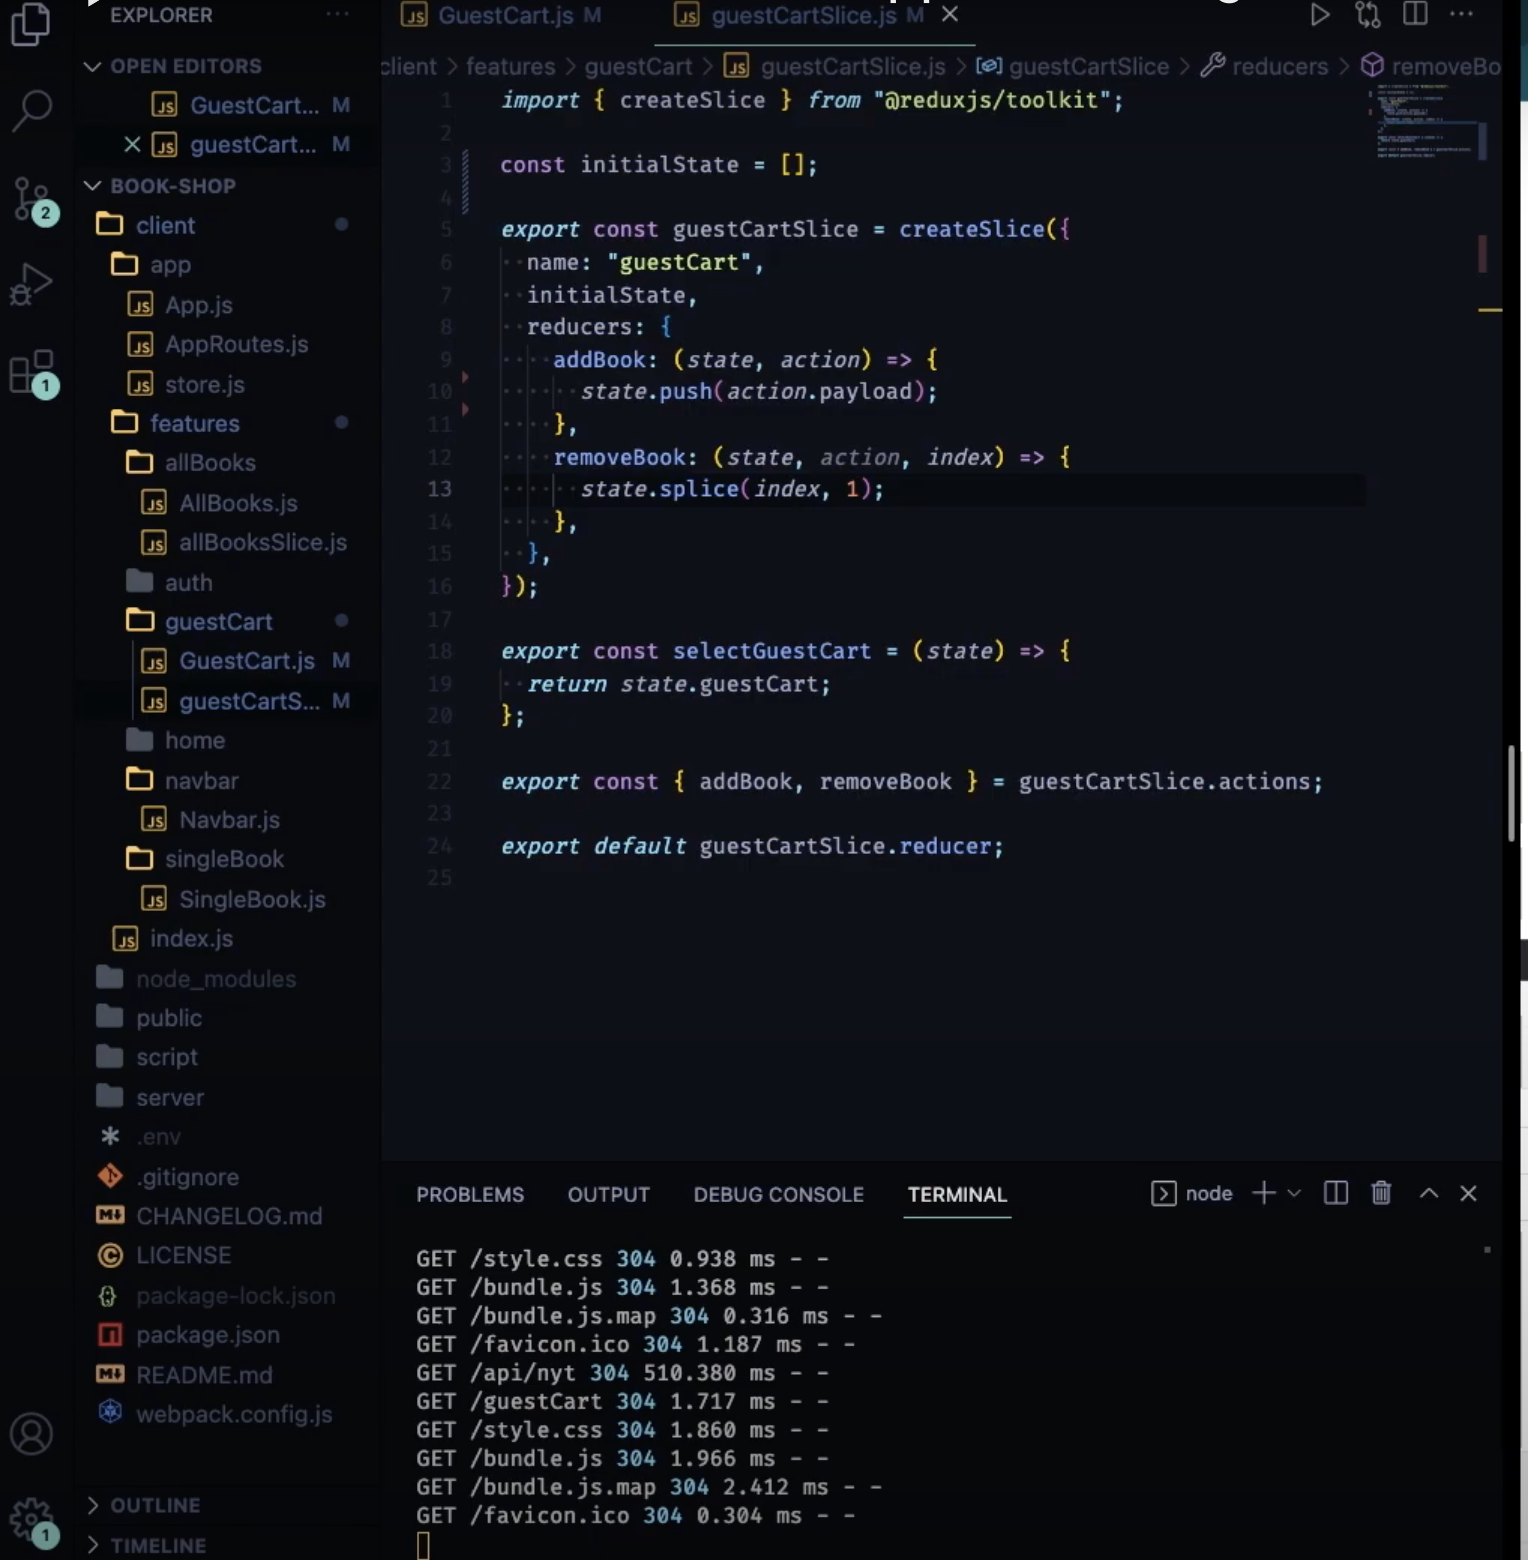 EXPLORER
OPEN EDITORS
GuestCart... M
guestCart... M
BOOK-SHOP
client
app
App.js
AppRoutes.js
store.js
features
allBooks
AllBooks.js
allBooksSlice.js
auth
guestCart
GuestCart.js M
guestCartS... M
home
navbar
Navbar.js
singleBook
SingleBook.js
index.js
node_modules
public
script
server
.env
.gitignore
CHANGELOG.md
LICENSE
package-lock.json
package.json
README.md
webpack.config.js
OUTLINE
TIMELINE
2
1
1
GuestCart.js M
guestCartSlice.js M
client > features > guestCart > JS guestCartSlice.js > guestCartSlice > reducers > removeBo
1 import { createSlice } from "@reduxjs/toolkit";
2
3 const initialState = [];
4
5 export const guestCartSlice = createSlice({
6 name: "guestCart",
7 initialState,
8 reducers: {
9 addBook: (state, action) => {
10 state.push(action.payload);
11 },
12 removeBook: (state, action, index) => {
13 state.splice(index, 1);
14 },
15 },
16 });
17
18 export const selectGuestCart = (state) => {
19 return state.guestCart;
20 };
21
22 export const { addBook, removeBook } = guestCartSlice.actions;
23
24 export default guestCartSlice.reducer;
25
PROBLEMS OUTPUT DEBUG CONSOLE TERMINAL node
GET /style.css 304 0.938 ms - -
GET /bundle.js 304 1.368 ms - -
GET /bundle.js.map 304 0.316 ms - -
GET /favicon.ico 304 1.187 ms - -
GET /api/nyt 304 510.380 ms - -
GET /guestCart 304 1.717 ms - -
GET /style.css 304 1.860 ms - -
GET /bundle.js 304 1.966 ms - -
GET /bundle.js.map 304 2.412 ms - -
GET /favicon.ico 304 0.304 ms - -